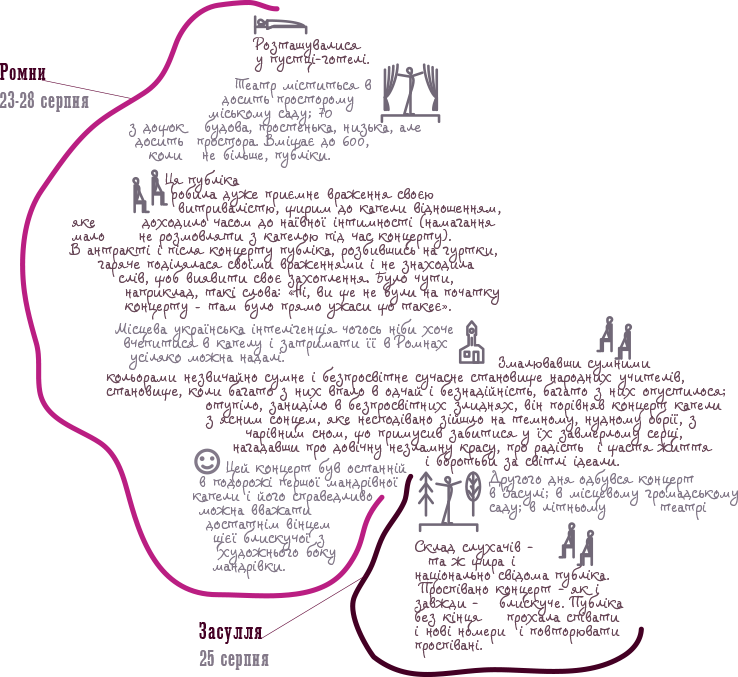 Розташувалися
у пустці-готелі.
Ромни
23-28 серпня
Театр міститься в
досить просторому
міському саду; 70
з дощок будова, простенька, низька, але
досить простора. Вміщає до 600,
коли не більше, публіки.
Ця публіка
робила дуже приємне враження своєю
витривалістю, щирим до капели відношенням,
яке доходило часом до наївної інтимності (намагання
мало не розмовляти з капелою під час концерту).
В антракті і після концерту публіка, розбившись на гуртки,
гаряче поділялася своїми враженнями і не знаходила
слів, щоб виявити своє захоплення. Було чути,
наприклад, такі слова: «Ні, ви ще не були на початку
концерту - там було прямо ужаси що такеє».
Місцева українська інтелігенція чогось ніби хоче
вчепитися в капелу і затримати її в Ромнах
усіляко можна надалі.
Змалювавши сумними
кольорами незвичайно сумне і безпросвітне сучасне становище народних учителів,
становище, коли багато з них впало в одчай і безнадійність, багато з них опустилося;
отупіло, заниділо в безпросвітних злиднях, він порівняв концерт капели
з ясним сонцем, яке несподівано зійшло на темному, нудному обрії, з
чарівним сном, що примусив забитися у їх завмерлому серці,
нагадавши про довічну незламну красу, про радість і щастя життя
і боротьби за світлі ідеали.
Цей концерт був останній
в подорожі першої мандрівної
капели і його справедливо
можна вважати
достатнім вінцем
цієї блискучої з
художнього боку
мандрівки.
Другого дня одбувся концерт
в Засулі; в місцевому громадському
саду; в літньому театрі
Склад слухачів -
та ж щира і
національно свідома публіка.
Проспівано концерт - як і
завжди - блискуче. Публіка
без кінця прохала співати
і нові номери і повторювати
проспівані.
Засулля
25 серпня